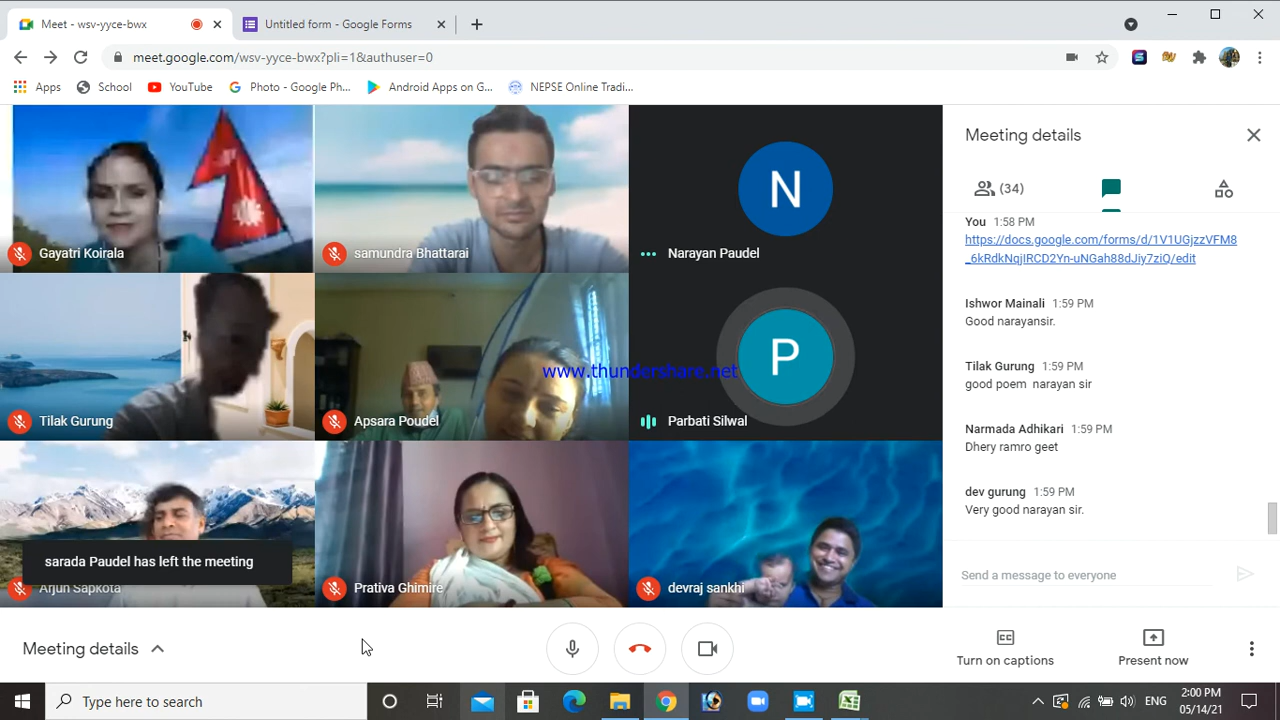 Meet - wsv-yyce-bwx
Untitled form - Google Forms
meet.google.com/wsv-yyce-bwx?pli=1&authuser=0
Apps
School
YouTube
Photo - Google Ph...
Android Apps on G...
NEPSE Online Tradi...
Gayatri Koirala
samundra Bhattarai
N
Narayan Paudel
Tilak Gurung
Apsara Poudel
P
Parbati Silwal
www.thundershare.net
sarada Paudel has left the meeting
Arjun Sapkota
Prativa Ghimire
devraj sankhi
Meeting details
(34)
You 1:58 PM
https://docs.google.com/forms/d/1V1UGjzzVFM8
_6kRdkNqjIRCD2Yn-uNGah88dJiy7ziQ/edit
Ishwor Mainali 1:59 PM
Good narayansir.
Tilak Gurung 1:59 PM
good poem narayan sir
Narmada Adhikari 1:59 PM
Dhery ramro geet
dev gurung 1:59 PM
Very good narayan sir.
Send a message to everyone
Meeting details
Turn on captions
Present now
Type here to search
ENG
2:00 PM
05/14/21